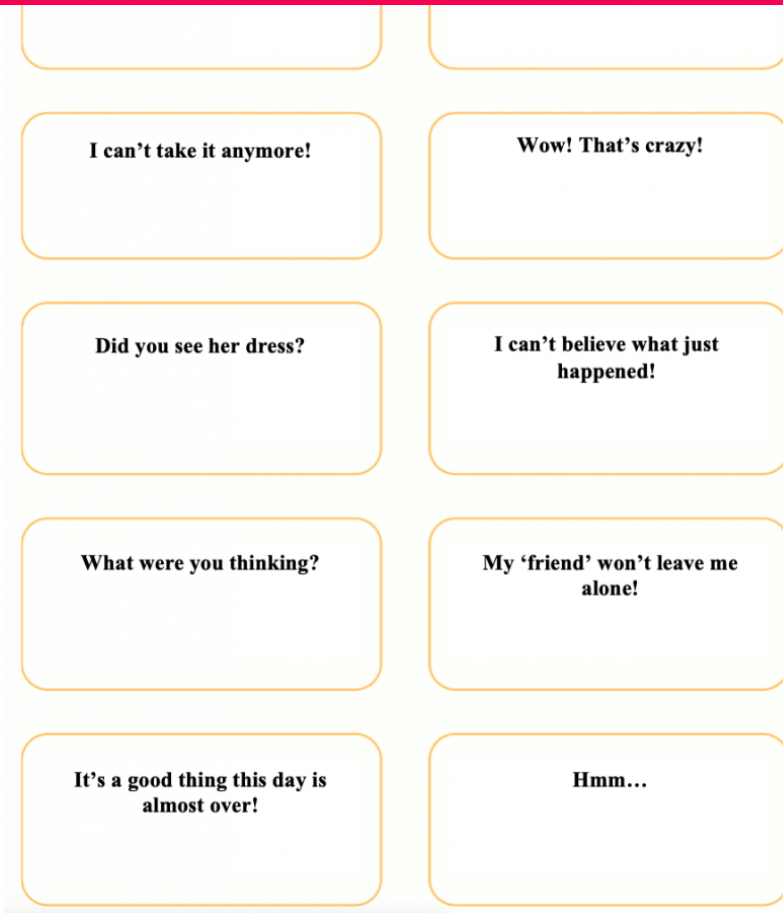 I can’t take it anymore!
Wow! That’s crazy!
Did you see her dress?
I can’t believe what just
happened!
What were you thinking?
My ‘friend’ won’t leave me
alone!
It’s a good thing this day is
almost over!
Hmm…